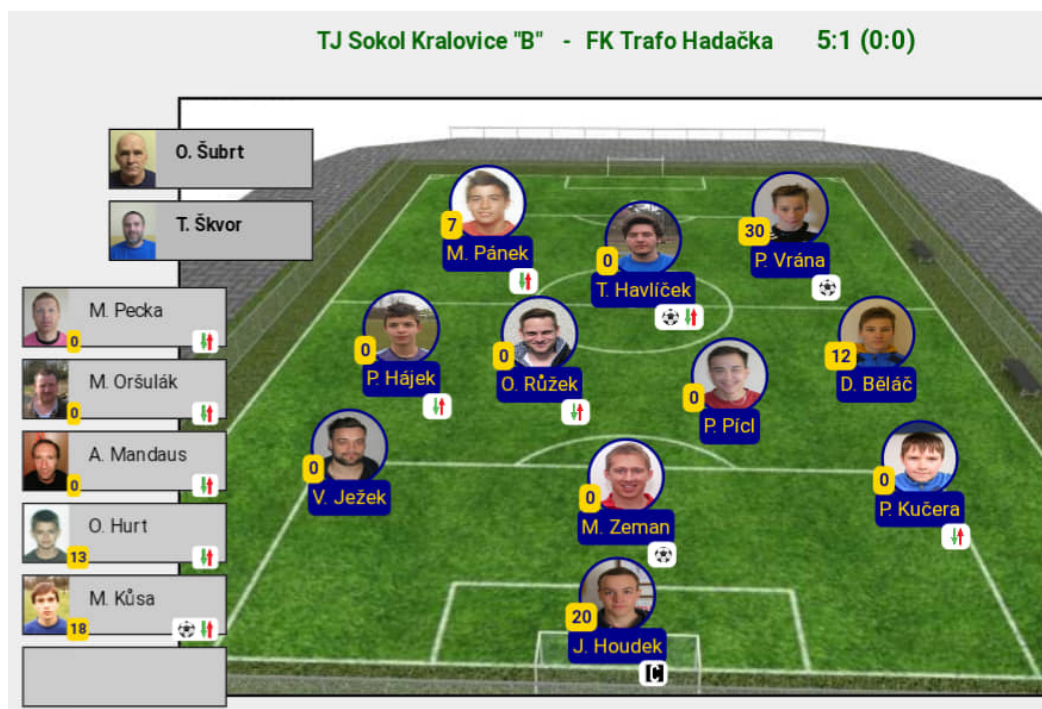 TJ Sokol Kralovice "B" - FK Trafo Hadačka 5:1 (0:0)
O. Šubrt
T. Škvor
M. Pecka
0
M. Oršulák
0
A. Mandaus
0
O. Hurt
13
M. Kůsa
18
7
M. Pánek
0
T. Havlíček
30
P. Vrána
0
P. Hájek
0
O. Růžek
0
P. Pícl
12
D. Běláč
0
V. Ježek
0
M. Zeman
0
P. Kučera
20
J. Houdek
[C]